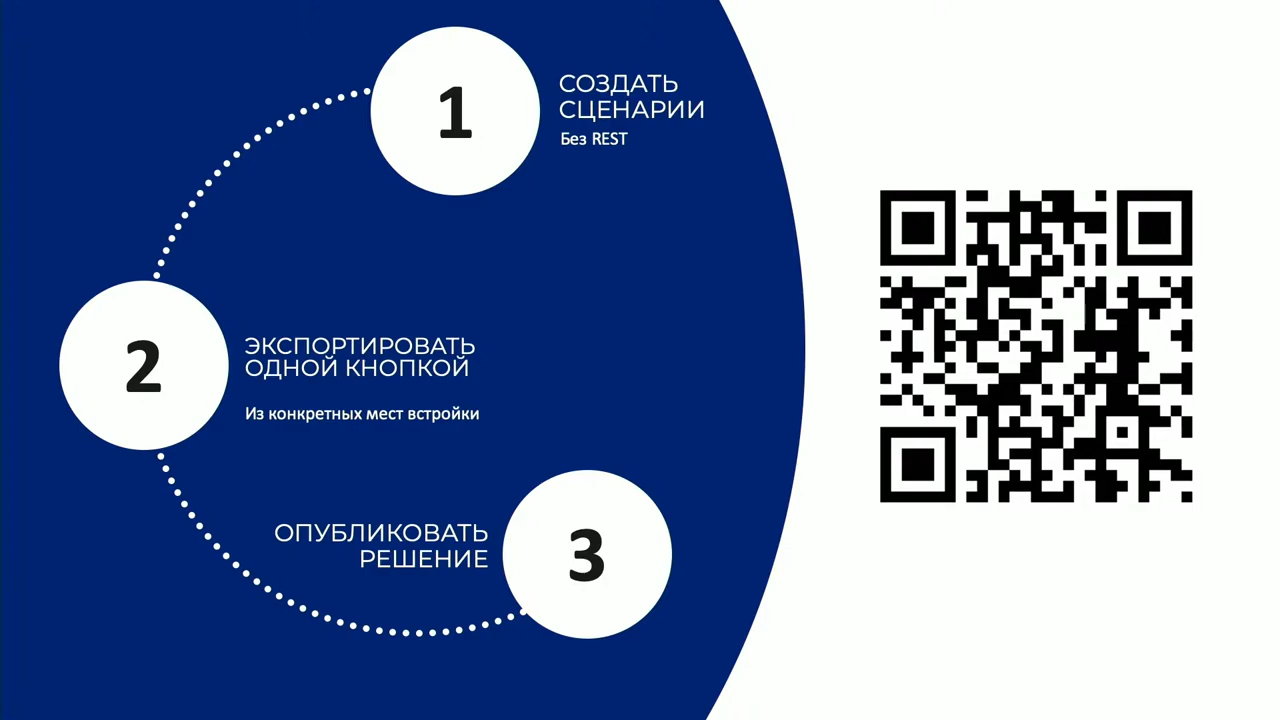 1
СОЗДАТЬ
СЦЕНАРИИ
Без REST
2
ЭКСПОРТИРОВАТЬ
ОДНОЙ КНОПКОЙ
Из конкретных мест встройки
3
ОПУБЛИКОВАТЬ
РЕШЕНИЕ